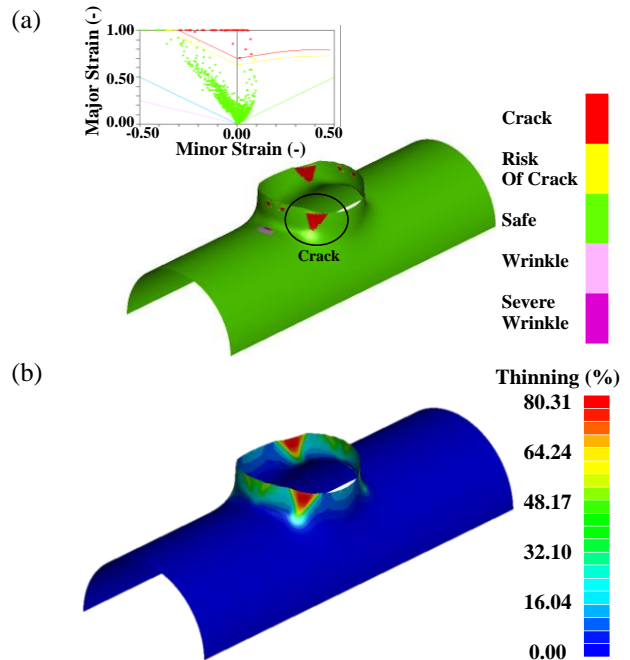 (a)
Major Strain (-)
1.00
0.50
0.00
-0.50
0.00
0.50
Minor Strain (-)
Crack
Crack
Risk
Of Crack
Safe
Wrinkle
Severe
Wrinkle
(b)
Thinning (%)
80.31
64.24
48.17
32.10
16.04
0.00